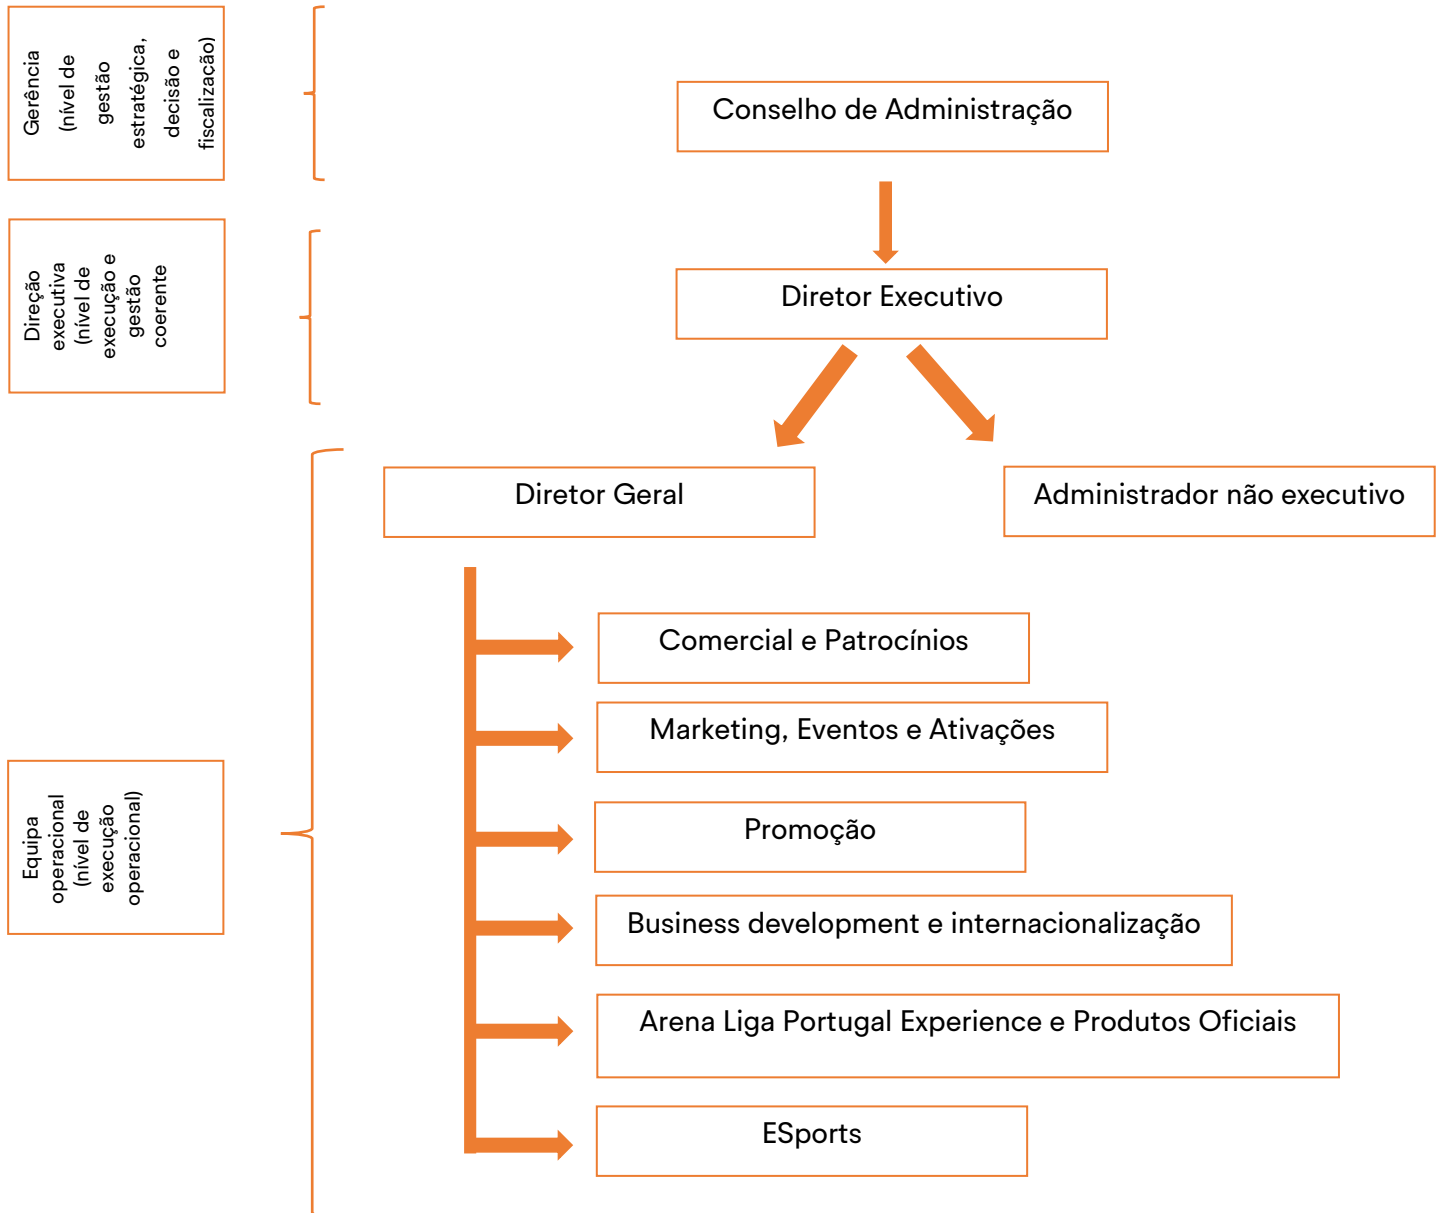 Gerência
(nível de
gestão
estratégica,
decisão e
fiscalização)
Conselho de Administração
Direção
executiva
(nível de
execução e
gestão
coerente
Diretor Executivo
Diretor Geral
Administrador não executivo
Comercial e Patrocínios
Marketing, Eventos e Ativações
Equipa
operacional
(nível de
execução
operacional)
Promoção
Business development e internacionalização
Arena Liga Portugal Experience e Produtos Oficiais
ESports